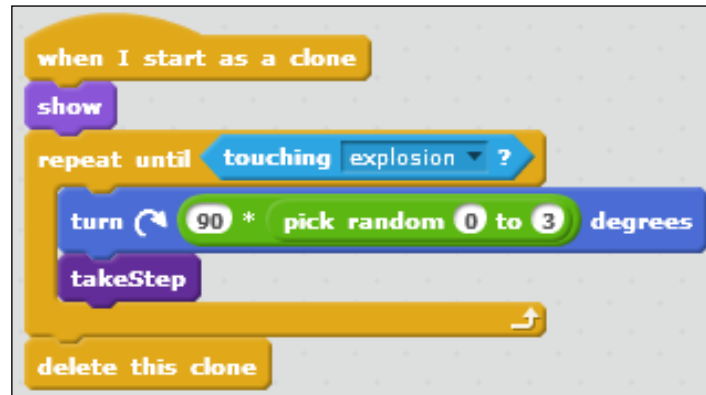 when I start as a clone
show
repeat until touching explosion ?
turn 90 * pick random 0 to 3 degrees
takeStep
delete this clone